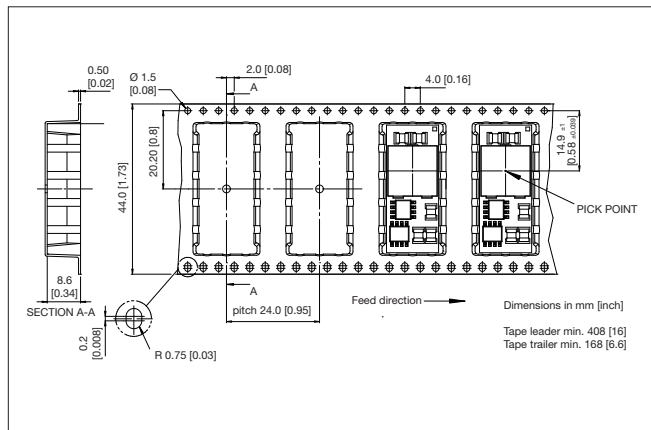 0.50
[0.02]
Ø 1.5
[0.08]
2.0 [0.08]
A
4.0 [0.16]
20.20 [0.8]
44.0 [1.73]
14.9 ±1
[0.58 ±0.039]
PICK POINT
8.6
[0.34]
SECTION A-A
A
pitch 24.0 [0.95]
Feed direction
0.2
[0.008]
R 0.75 [0.03]
Dimensions in mm [inch]
Tape leader min. 408 [16]
Tape trailer min. 168 [6.6]